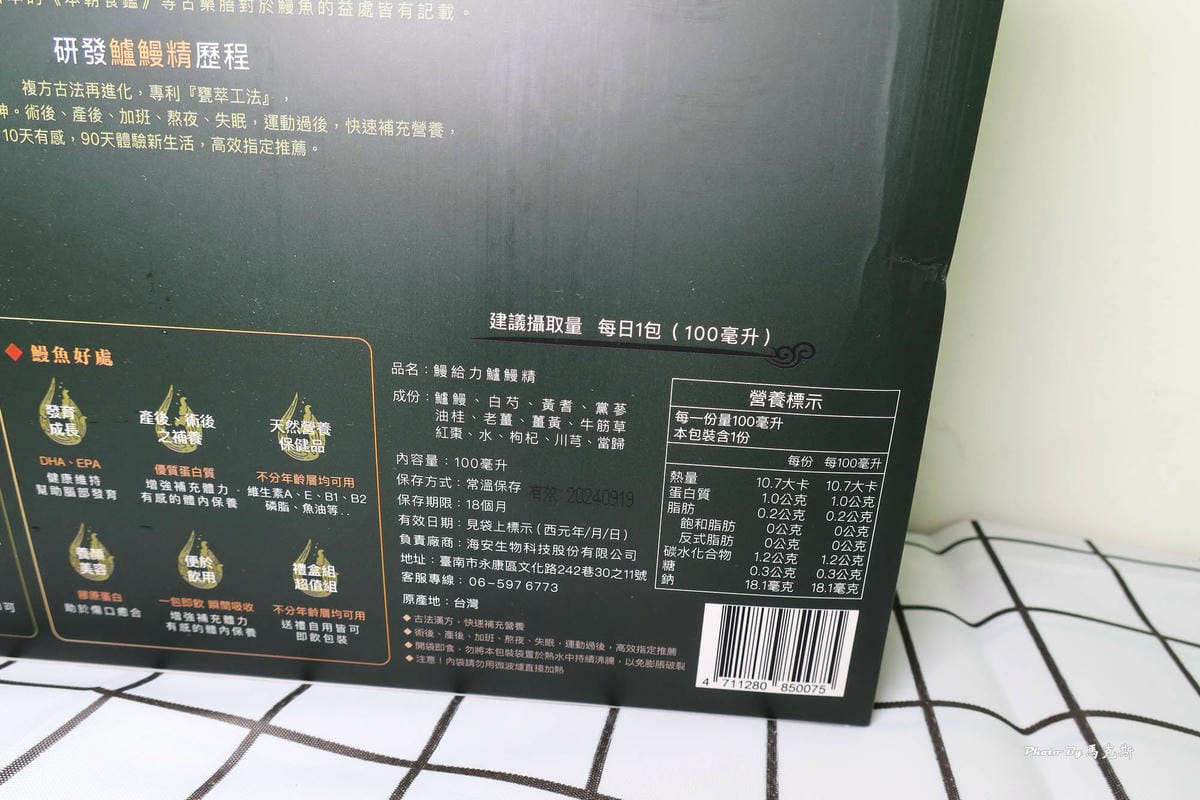 《本朝食鑑》等古藥膳對於鰻魚的益處皆有記載。
研發鱸鰻精歷程
複方古法再進化，專利『甕萃工法』，
神。術後、產後、加班、熬夜、失眠，運動過後，快速補充營養，
10天有感，90天體驗新生活，高效指定推薦。
建議攝取量 每日1包（100毫升）
鰻魚好處
發育
成長
DHA、EPA
健康維持
幫助腦部發育
產後、術後
之補養
優質蛋白質
增強補充體力
有感的體內保養
天然營養
保健品
不分年齡層均可用
維生素A、E、B1、B2
磷脂、魚油等..
養顏
美容
膠原蛋白
助於傷口癒合
便於
飲用
一包即飲 瞬間吸收
增強補充體力
有感的體內保養
禮盒組
超值組
不分年齡層均可用
送禮自用皆可
即飲包裝
品名：鰻給力鱸鰻精
成份：鱸鰻、白芍、黃耆、黨蔘
油桂、老薑、薑黃、牛筋草
紅棗、水、枸杞、川芎、當歸
內容量：100毫升
保存方式：常溫保存
有效: 20240919
保存期限：18個月
有效日期：見袋上標示(西元年/月/日)
負責廠商：海安生物科技股份有限公司
地址：臺南市永康區文化路242巷30之11號
客服專線：06-597 6773
原產地：台灣
◆古法漢方，快速補充營養
◆術後、產後、加班、熬夜、失眠，運動過後，高效指定推薦
◆開袋即食，勿將本包裝袋置於熱水中持續沸騰，以免膨脹破裂
◆注意！內袋請勿用微波爐直接加熱
營養標示
每一份量100毫升
本包裝含1份
每份 每100毫升
熱量 10.7大卡 10.7大卡
蛋白質 1.0公克 1.0公克
脂肪 0.2公克 0.2公克
飽和脂肪 0公克 0公克
反式脂肪 0公克 0公克
碳水化合物 1.2公克 1.2公克
糖 0.3公克 0.3公克
鈉 18.1毫克 18.1毫克
4 711280 850075
Photo By 馬克斯